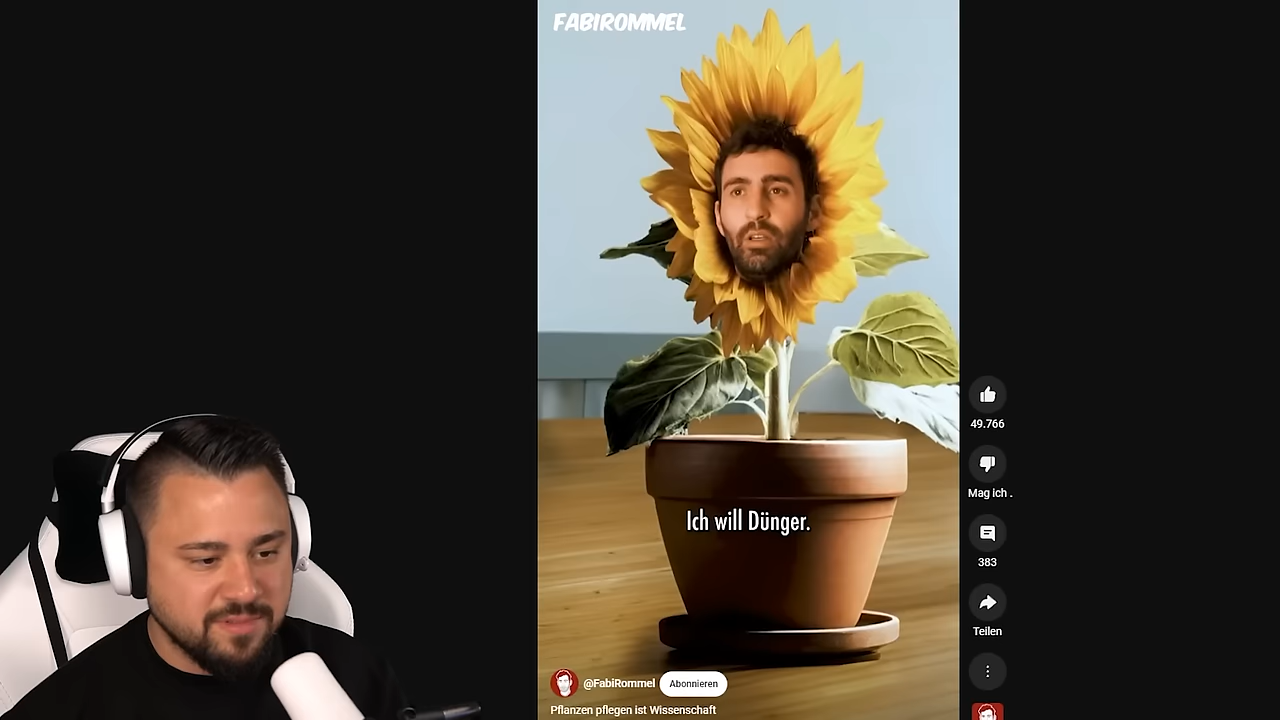 FABIROMMEL
Ich will Dünger.
49.766
Mag ich .
383
Teilen
@FabiRommel
Abonnieren
Pflanzen pflegen ist Wissenschaft